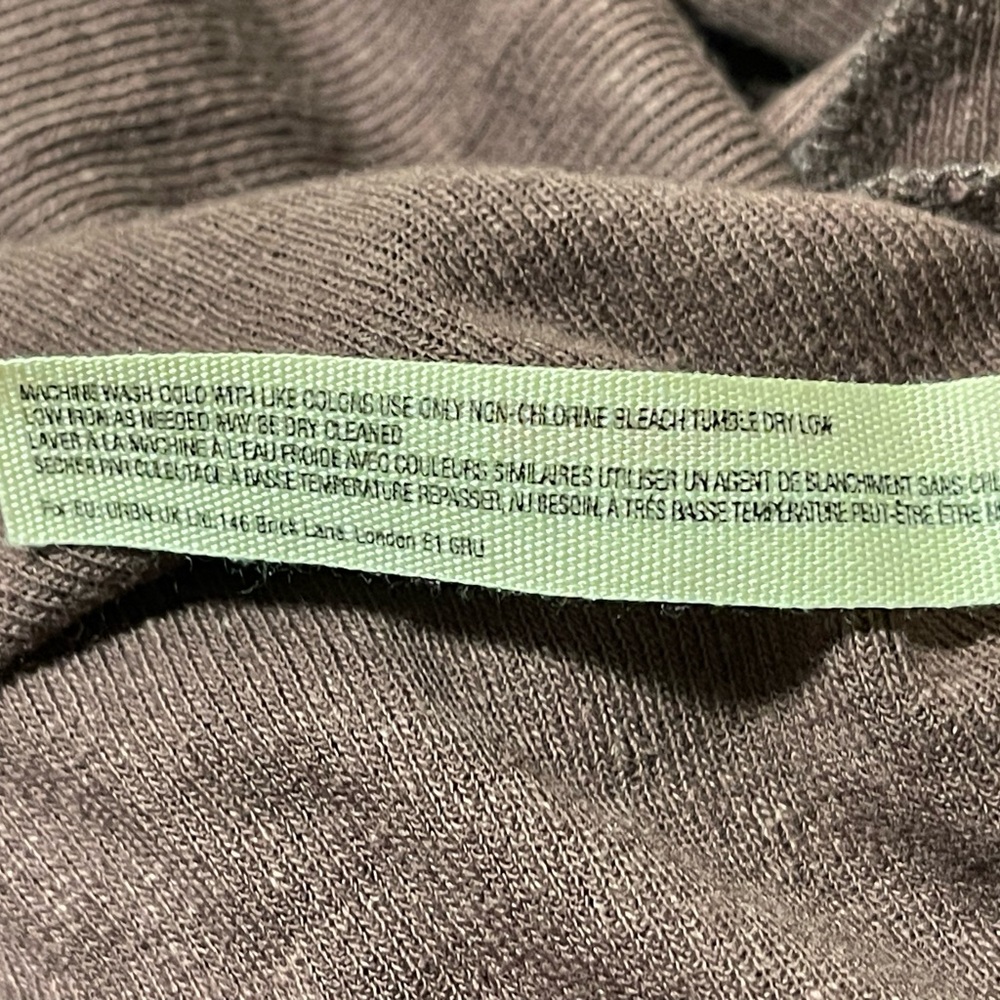 MACHINE WASH COLD WITH LIKE COLORS USE ONLY NON-CHLORINE BLEACH TUMBLE DRY LOW
LOW IRON AS NEEDED MAY BE DRY CLEANED
LAVER À LA MACHINE À L'EAU FROIDE AVEC COULEURS SIMILAIRES UTILISER UN AGENT DE BLANCHIMENT SANS
À BASSE TEMPÉRATURE REPASSER, AU BESOIN, À TRÈS BASSE TEMPÉRATURE PEUT-ÊTRE ÊTRE
For EU: URBN UK Ltd. 146 Brick Lane London E1 6RU